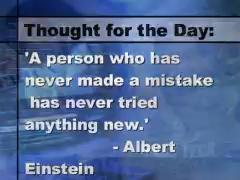 Thought for the Day:
'A person who has
never made a mistake
has never tried
anything new.'
- Albert
Einstein